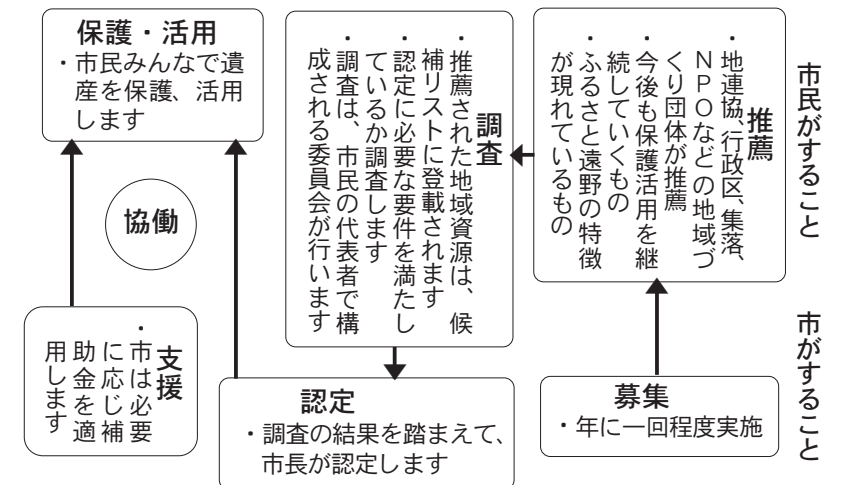 市民がすること
推薦
・地連協、行政区、集落、
ＮＰＯなどの地域づ
くり団体が推薦
・今後も保護活用を継
続していくもの
・ふるさと遠野の特徴
が現れているもの
調査
・推薦された地域資源は、候
補リストに登載されます
・認定に必要な要件を満たし
ているか調査します
・調査は、市民の代表者で構
成される委員会が行います
保護・活用
・市民みんなで遺
産を保護、活用
します
協働
市がすること
募集
・年に一回程度実施
認定
・調査の結果を踏まえて、
市長が認定します
支援
・市は必要
に応じ補
助金を適
用します